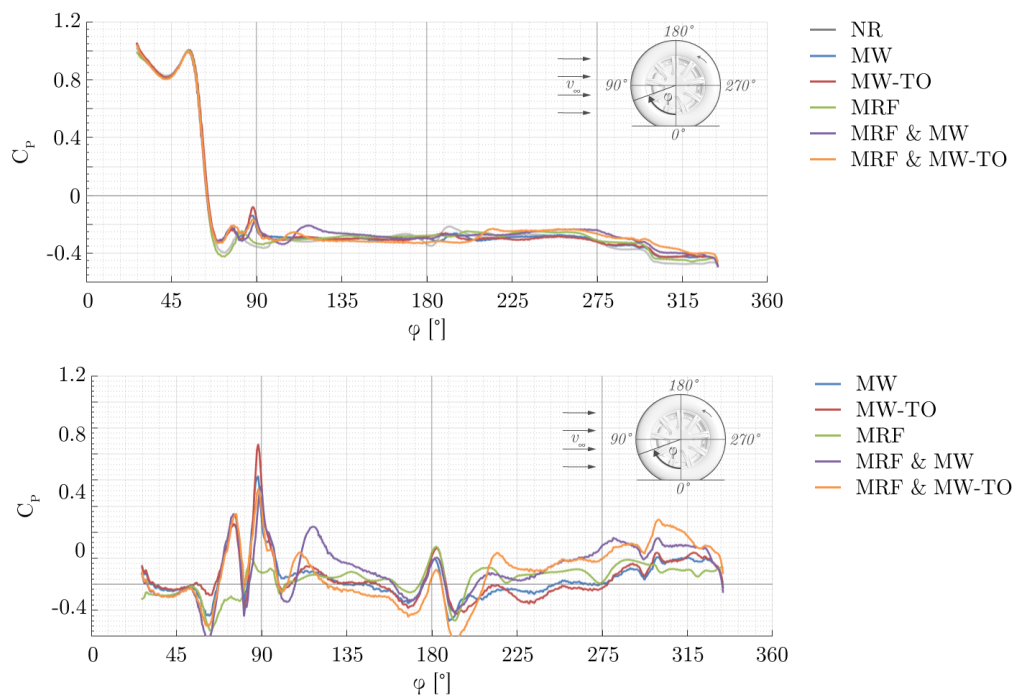 1.2
0.8
0.4
0
-0.4
C_P
0 45 90 135 180 225 275 315 360
φ [°]
v_∞
180°
90°
270°
φ
0°
NR
MW
MW-TO
MRF
MRF & MW
MRF & MW-TO
1.2
0.8
0.4
0
-0.4
C_P
0 45 90 135 180 225 275 315 360
φ [°]
v_∞
180°
90°
270°
φ
0°
MW
MW-TO
MRF
MRF & MW
MRF & MW-TO